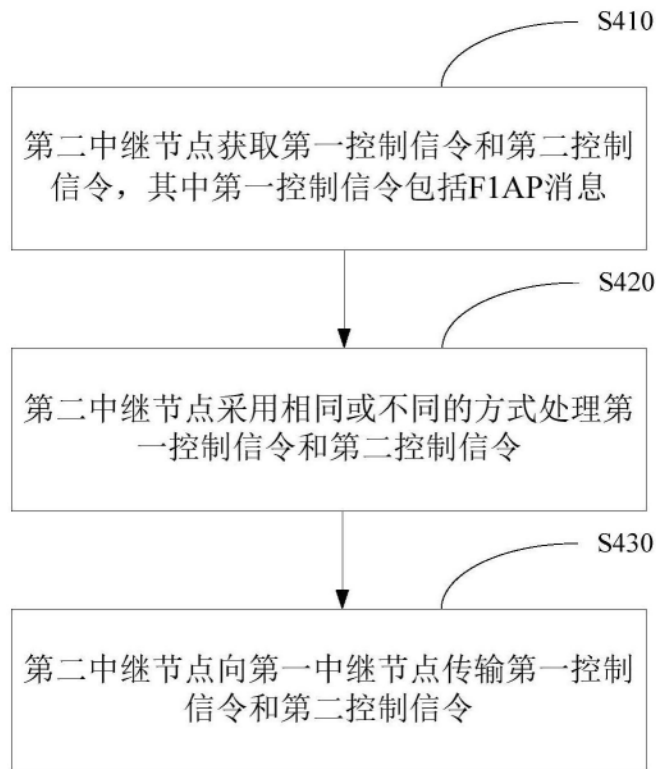 S410
第二中继节点获取第一控制信令和第二控制
信令，其中第一控制信令包括F1AP消息
S420
第二中继节点采用相同或不同的方式处理第
一控制信令和第二控制信令
S430
第二中继节点向第一中继节点传输第一控制
信令和第二控制信令